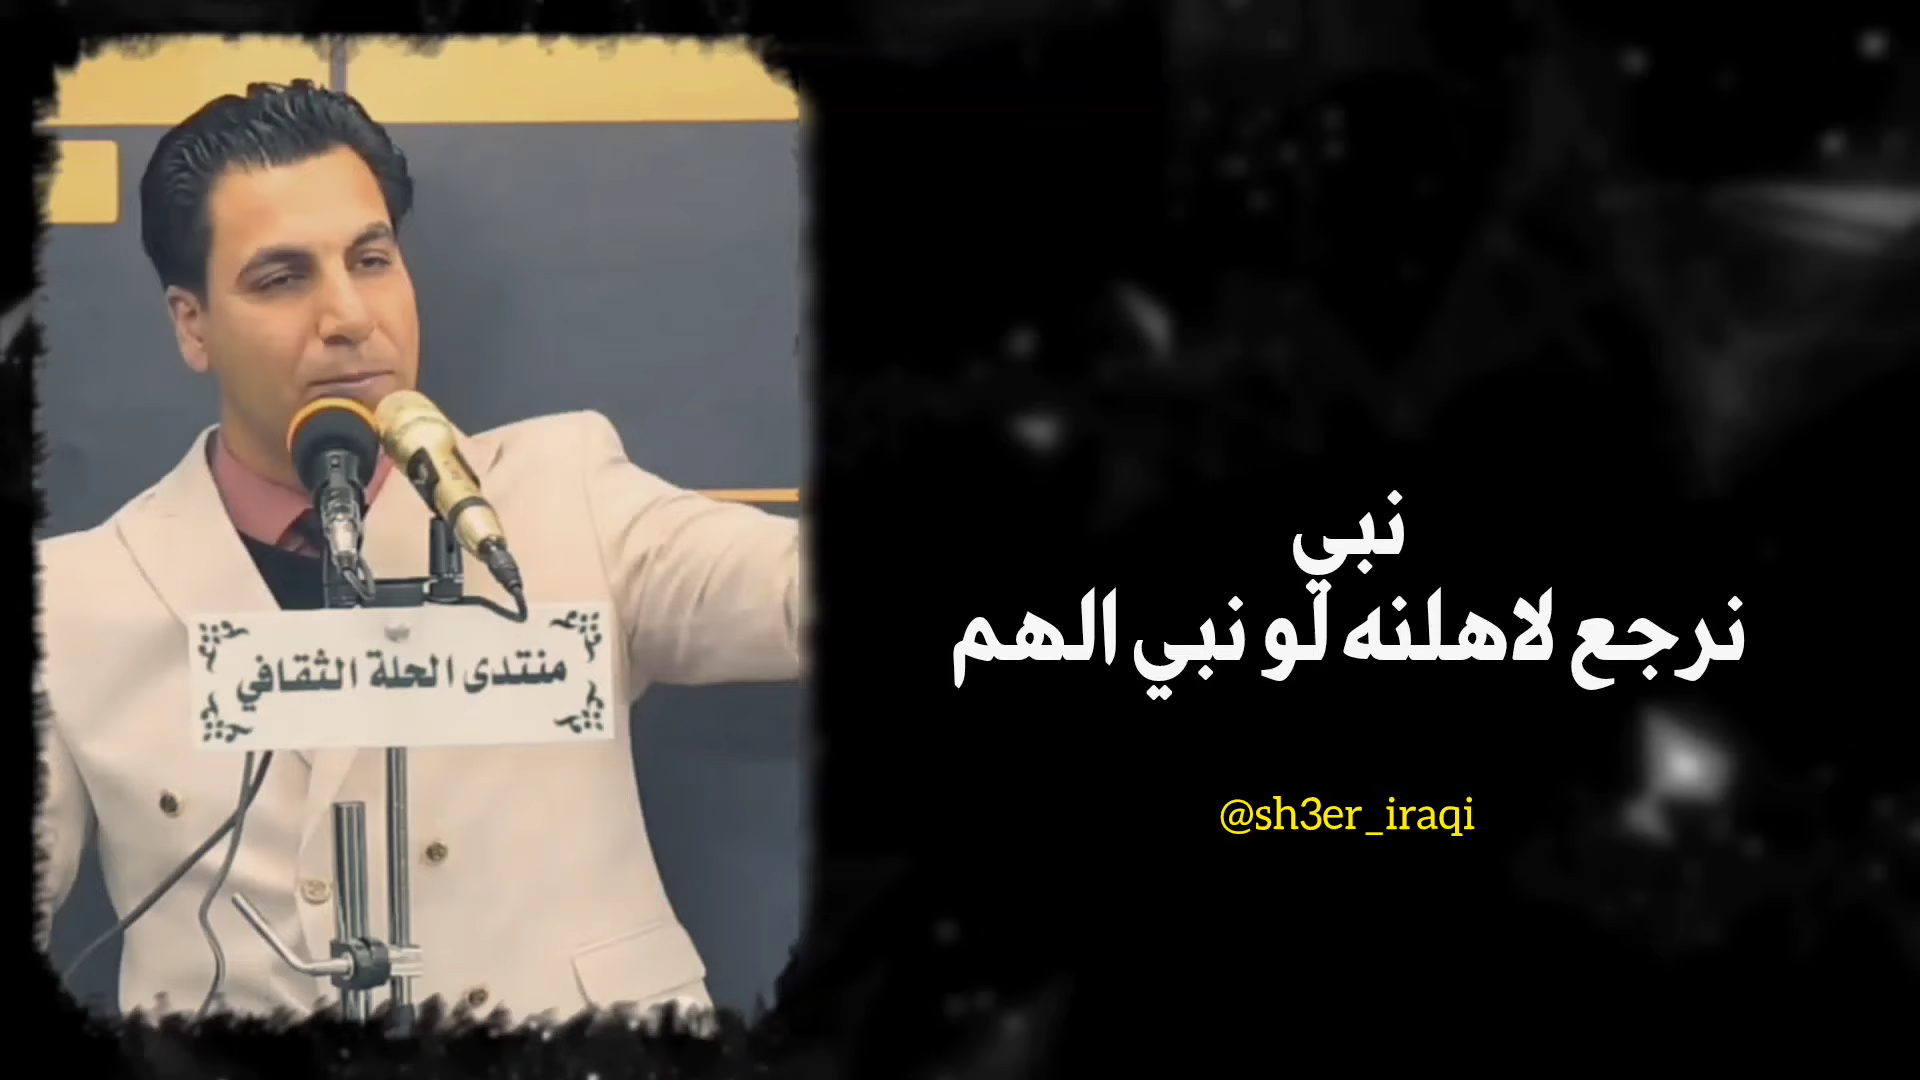 منتدى الحلة الثقافي
نبي
نرجع لاهلنه لو نبي الهم
@sh3er_iraqi